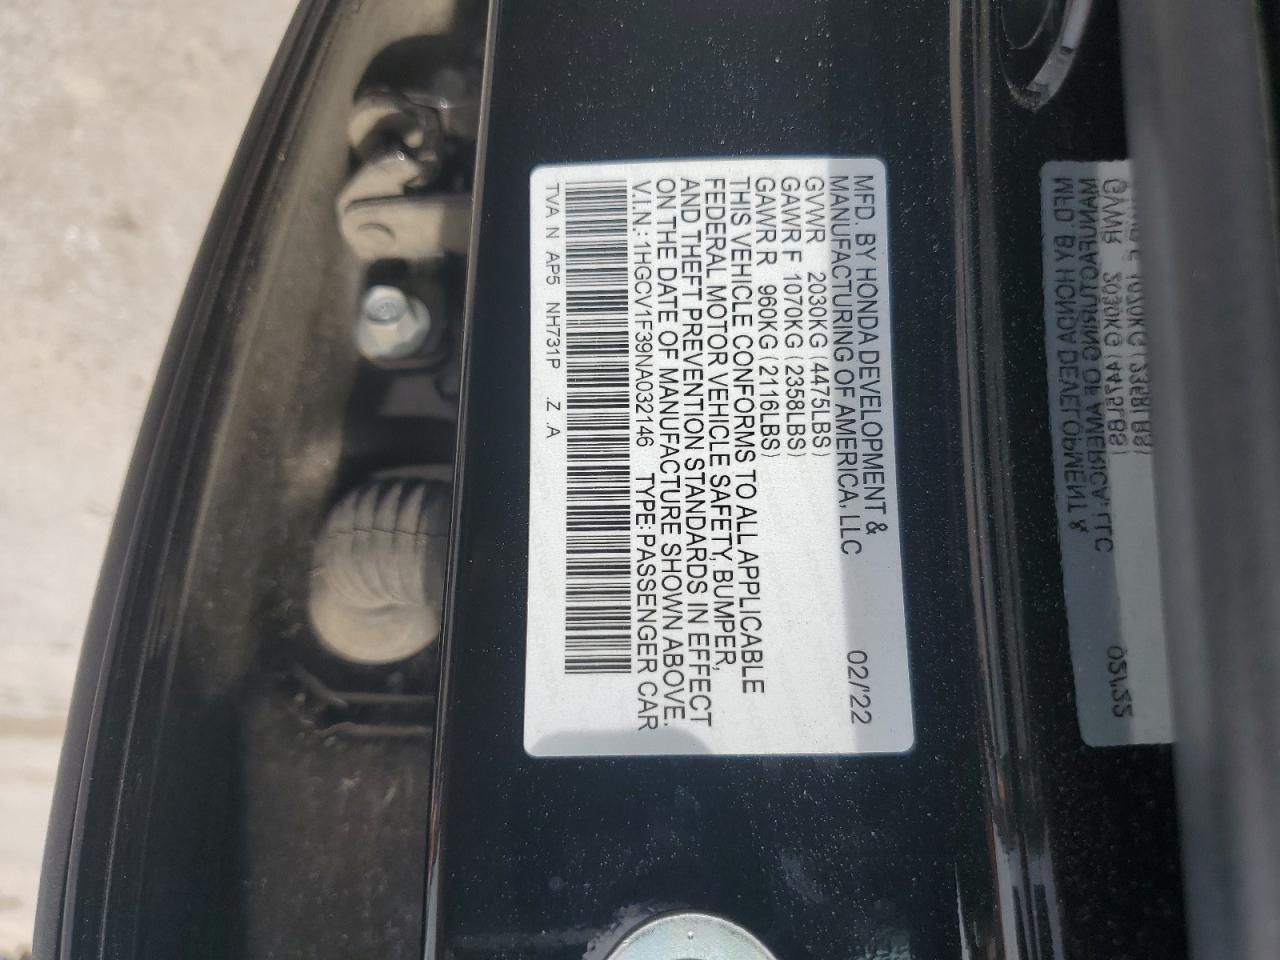 MFD. BY HONDA DEVELOPMENT &
MANUFACTURING OF AMERICA, LLC 02/'22
GVWR 2030KG (4475LBS)
GAWR F 1070KG (2358LBS)
GAWR R 960KG (2116LBS)
THIS VEHICLE CONFORMS TO ALL APPLICABLE
FEDERAL MOTOR VEHICLE SAFETY, BUMPER,
AND THEFT PREVENTION STANDARDS IN EFFECT
ON THE DATE OF MANUFACTURE SHOWN ABOVE.
V.I.N.: 1HGCV1F39NA032146 TYPE:PASSENGER CAR
TVA N AP5 NH731P .Z .A